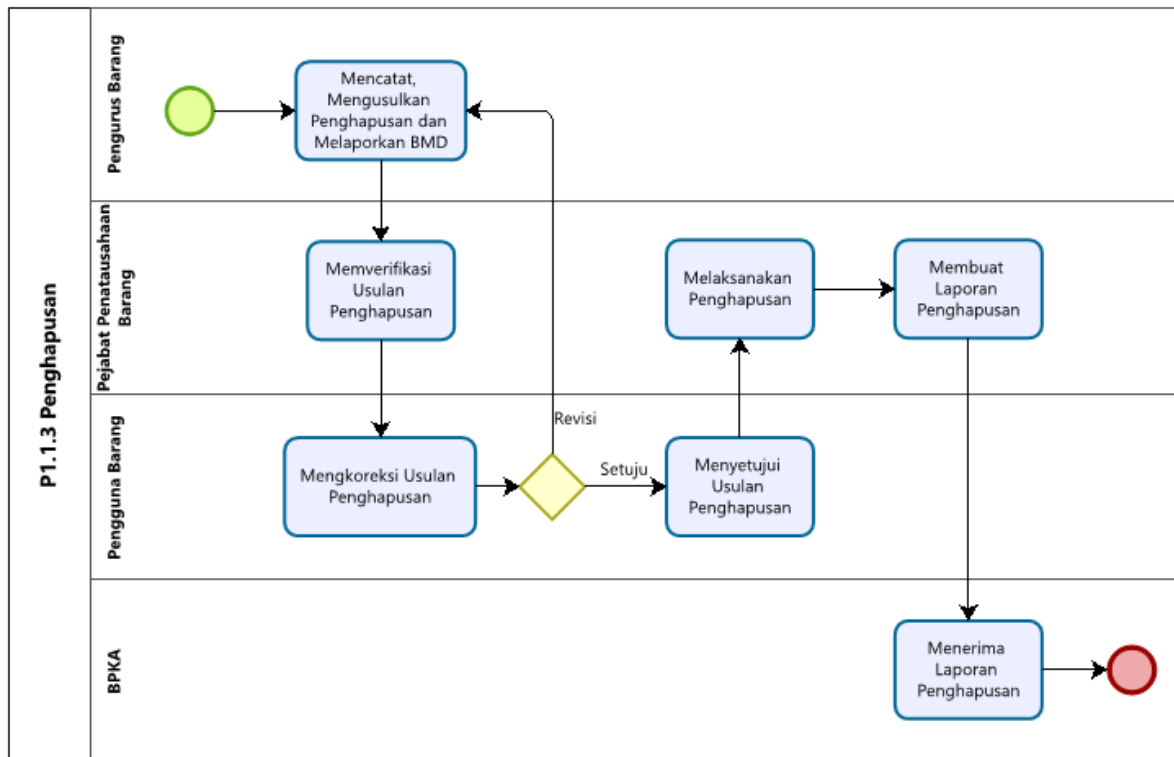 P1.1.3 Penghapusan
Pengurus Barang
Mencatat,
Mengusulkan
Penghapusan dan
Melaporkan BMD
Pejabat Penatausahaan
Barang
Memverifikasi
Usulan
Penghapusan
Melaksanakan
Penghapusan
Membuat
Laporan
Penghapusan
Pengguna Barang
Mengkoreksi Usulan
Penghapusan
Revisi
Setuju
Menyetujui
Usulan
Penghapusan
BPKA
Menerima
Laporan
Penghapusan